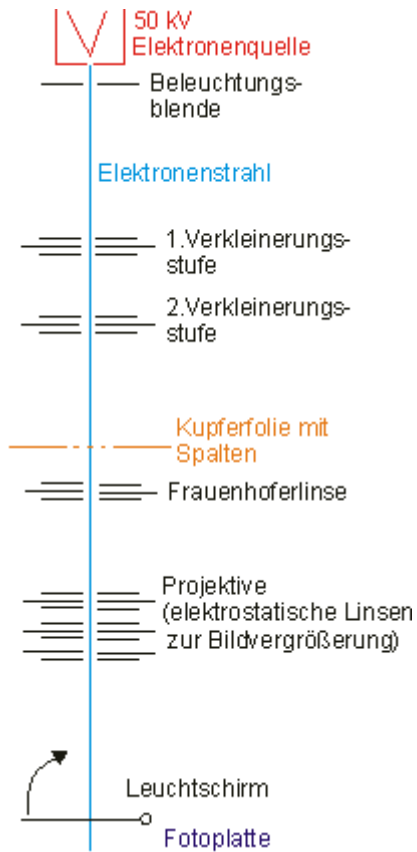 50 kV
Elektronenquelle
Beleuchtungs-
blende
Elektronenstrahl
1.Verkleinerungs-
stufe
2.Verkleinerungs-
stufe
Kupferfolie mit
Spalten
Frauenhoferlinse
Projektive
(elektrostatische Linsen
zur Bildvergrößerung)
Leuchtschirm
Fotoplatte